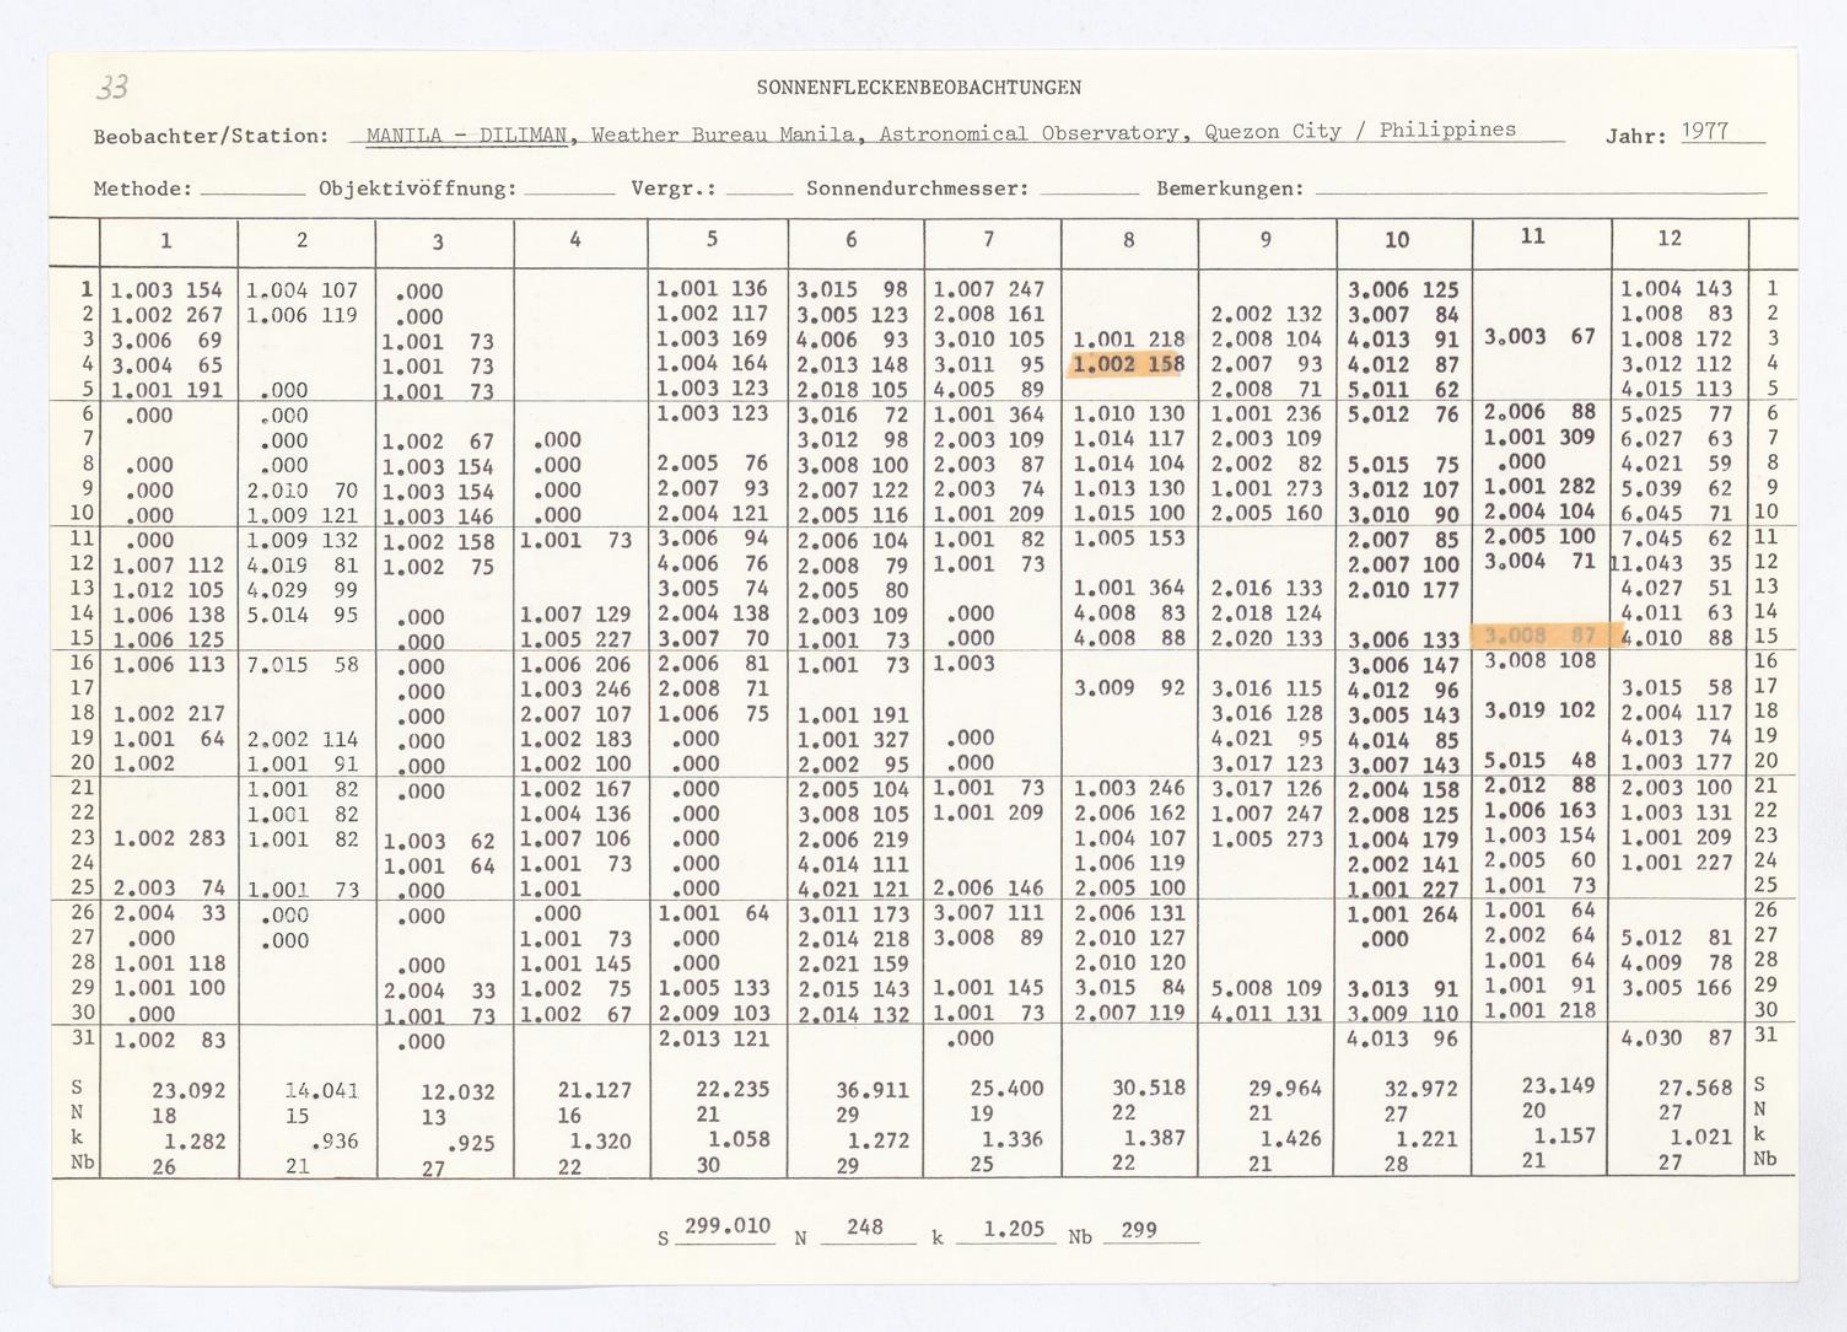 33
SONNENFLECKENBEOBACHTUNGEN
Beobachter/Station: MANILA - DILIMAN, Weather Bureau Manila, Astronomical Observatory, Quezon City / Philippines Jahr: 1977
Methode: Objektivöffnung: Vergr.: Sonnendurchmesser: Bemerkungen:
1 2 3 4 5 6 7 8 9 10 11 12
1 1.003 154 1.004 107 .000 1.001 136 3.015 98 1.007 247 3.006 125 1.004 143 1
2 1.002 267 1.006 119 .000 1.002 117 3.005 123 2.008 161 2.002 132 3.007 84 1.008 83 2
3 3.006 69 1.001 73 1.003 169 4.006 93 3.010 105 1.001 218 2.008 104 4.013 91 3.003 67 1.008 172 3
4 3.004 65 1.001 73 1.004 164 2.013 148 3.011 95 1.002 158 2.007 93 4.012 87 3.012 112 4
5 1.001 191 .000 1.001 73 1.003 123 2.018 105 4.005 89 2.008 71 5.011 62 4.015 113 5
6 .000 .000 1.003 123 3.016 72 1.001 364 1.010 130 1.001 236 5.012 76 2.006 88 5.025 77 6
7 .000 1.002 67 .000 3.012 98 2.003 109 1.014 117 2.003 109 1.001 309 6.027 63 7
8 .000 .000 1.003 154 .000 2.005 76 3.008 100 2.003 87 1.014 104 2.002 82 5.015 75 .000 4.021 59 8
9 .000 2.010 70 1.003 154 .000 2.007 93 2.007 122 2.003 74 1.013 130 1.001 273 3.012 107 1.001 282 5.039 62 9
10 .000 1.009 121 1.003 146 .000 2.004 121 2.005 116 1.001 209 1.015 100 2.005 160 3.010 90 2.004 104 6.045 71 10
11 .000 1.009 132 1.002 158 1.001 73 3.006 94 2.006 104 1.001 82 1.005 153 2.007 85 2.005 100 7.045 62 11
12 1.007 112 4.019 81 1.002 75 4.006 76 2.008 79 1.001 73 2.007 100 3.004 71 11.043 35 12
13 1.012 105 4.029 99 3.005 74 2.005 80 1.001 364 2.016 133 2.010 177 4.027 51 13
14 1.006 138 5.014 95 .000 1.007 129 2.004 138 2.003 109 .000 4.008 83 2.018 124 4.011 63 14
15 1.006 125 .000 1.005 227 3.007 70 1.001 73 .000 4.008 88 2.020 133 3.006 133 3.008 87 4.010 88 15
16 1.006 113 7.015 58 .000 1.006 206 2.006 81 1.001 73 1.003 3.006 147 3.008 108 16
17 .000 1.003 246 2.008 71 3.009 92 3.016 115 4.012 96 3.015 58 17
18 1.002 217 .000 2.007 107 1.006 75 1.001 191 3.016 128 3.005 143 3.019 102 2.004 117 18
19 1.001 64 2.002 114 .000 1.002 183 .000 1.001 327 .000 4.021 95 4.014 85 4.013 74 19
20 1.002 1.001 91 .000 1.002 100 .000 2.002 95 .000 3.017 123 3.007 143 5.015 48 1.003 177 20
21 1.001 82 .000 1.002 167 .000 2.005 104 1.001 73 1.003 246 3.017 126 2.004 158 2.012 88 2.003 100 21
22 1.001 82 1.004 136 .000 3.008 105 1.001 209 2.006 162 1.007 247 2.008 125 1.006 163 1.003 131 22
23 1.002 283 1.001 82 1.003 62 1.007 106 .000 2.006 219 1.004 107 1.005 273 1.004 179 1.003 154 1.001 209 23
24 1.001 64 1.001 73 .000 4.014 111 1.006 119 2.002 141 2.005 60 1.001 227 24
25 2.003 74 1.001 73 .000 1.001 .000 4.021 121 2.006 146 2.005 100 1.001 227 1.001 73 25
26 2.004 33 .000 .000 .000 1.001 64 3.011 173 3.007 111 2.006 131 1.001 264 1.001 64 26
27 .000 .000 1.001 73 .000 2.014 218 3.008 89 2.010 127 .000 2.002 64 5.012 81 27
28 1.001 118 .000 1.001 145 .000 2.021 159 2.010 120 1.001 64 4.009 78 28
29 1.001 100 2.004 33 1.002 75 1.005 133 2.015 143 1.001 145 3.015 84 5.008 109 3.013 91 1.001 91 3.005 166 29
30 .000 1.001 73 1.002 67 2.009 103 2.014 132 1.001 73 2.007 119 4.011 131 3.009 110 1.001 218 30
31 1.002 83 .000 2.013 121 .000 4.013 96 4.030 87 31
S 23.092 14.041 12.032 21.127 22.235 36.911 25.400 30.518 29.964 32.972 23.149 27.568 S
N 18 15 13 16 21 29 19 22 21 27 20 27 N
k 1.282 .936 .925 1.320 1.058 1.272 1.336 1.387 1.426 1.221 1.157 1.021 k
Nb 26 21 27 22 30 29 25 22 21 28 21 27 Nb
S 299.010 N 248 k 1.205 Nb 299